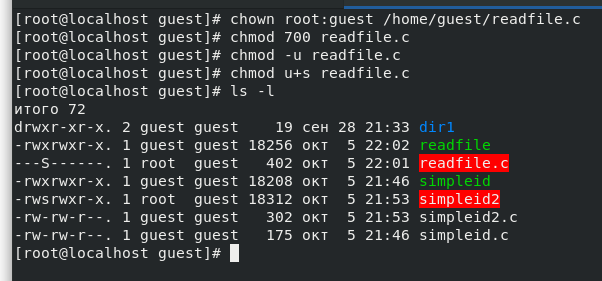 [root@localhost guest]# chown root:guest /home/guest/readfile.c
[root@localhost guest]# chmod 700 readfile.c
[root@localhost guest]# chmod -u readfile.c
[root@localhost guest]# chmod u+s readfile.c
[root@localhost guest]# ls -l
итого 72
drwxr-xr-x. 2 guest guest    19 сен 28 21:33 dir1
-rwxrwxr-x. 1 guest guest 18256 окт  5 22:02 readfile
---S------. 1 root  guest   402 окт  5 22:01 readfile.c
-rwxrwxr-x. 1 guest guest 18208 окт  5 21:46 simpleid
-rwsrwxr-x. 1 root  guest 18312 окт  5 21:53 simpleid2
-rw-rw-r--. 1 guest guest   302 окт  5 21:53 simpleid2.c
-rw-rw-r--. 1 guest guest   175 окт  5 21:46 simpleid.c
[root@localhost guest]#